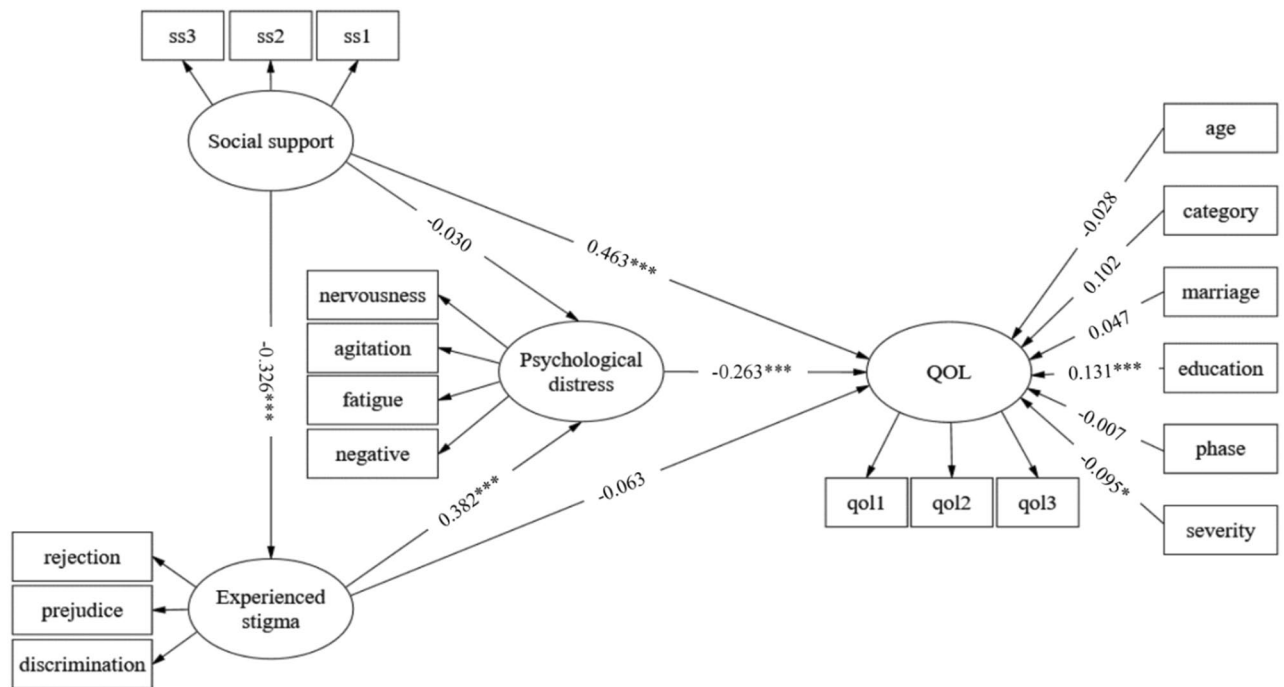 ss3
ss2
ss1
Social support
age
category
marriage
education
phase
severity
-0.028
0.102
0.047
0.131***
-0.007
-0.095*
-0.030
0.463***
-0.326***
nervousness
agitation
fatigue
negative
Psychological
distress
-0.263***
QOL
qol1
qol2
qol3
0.382***
-0.063
rejection
prejudice
discrimination
Experienced
stigma